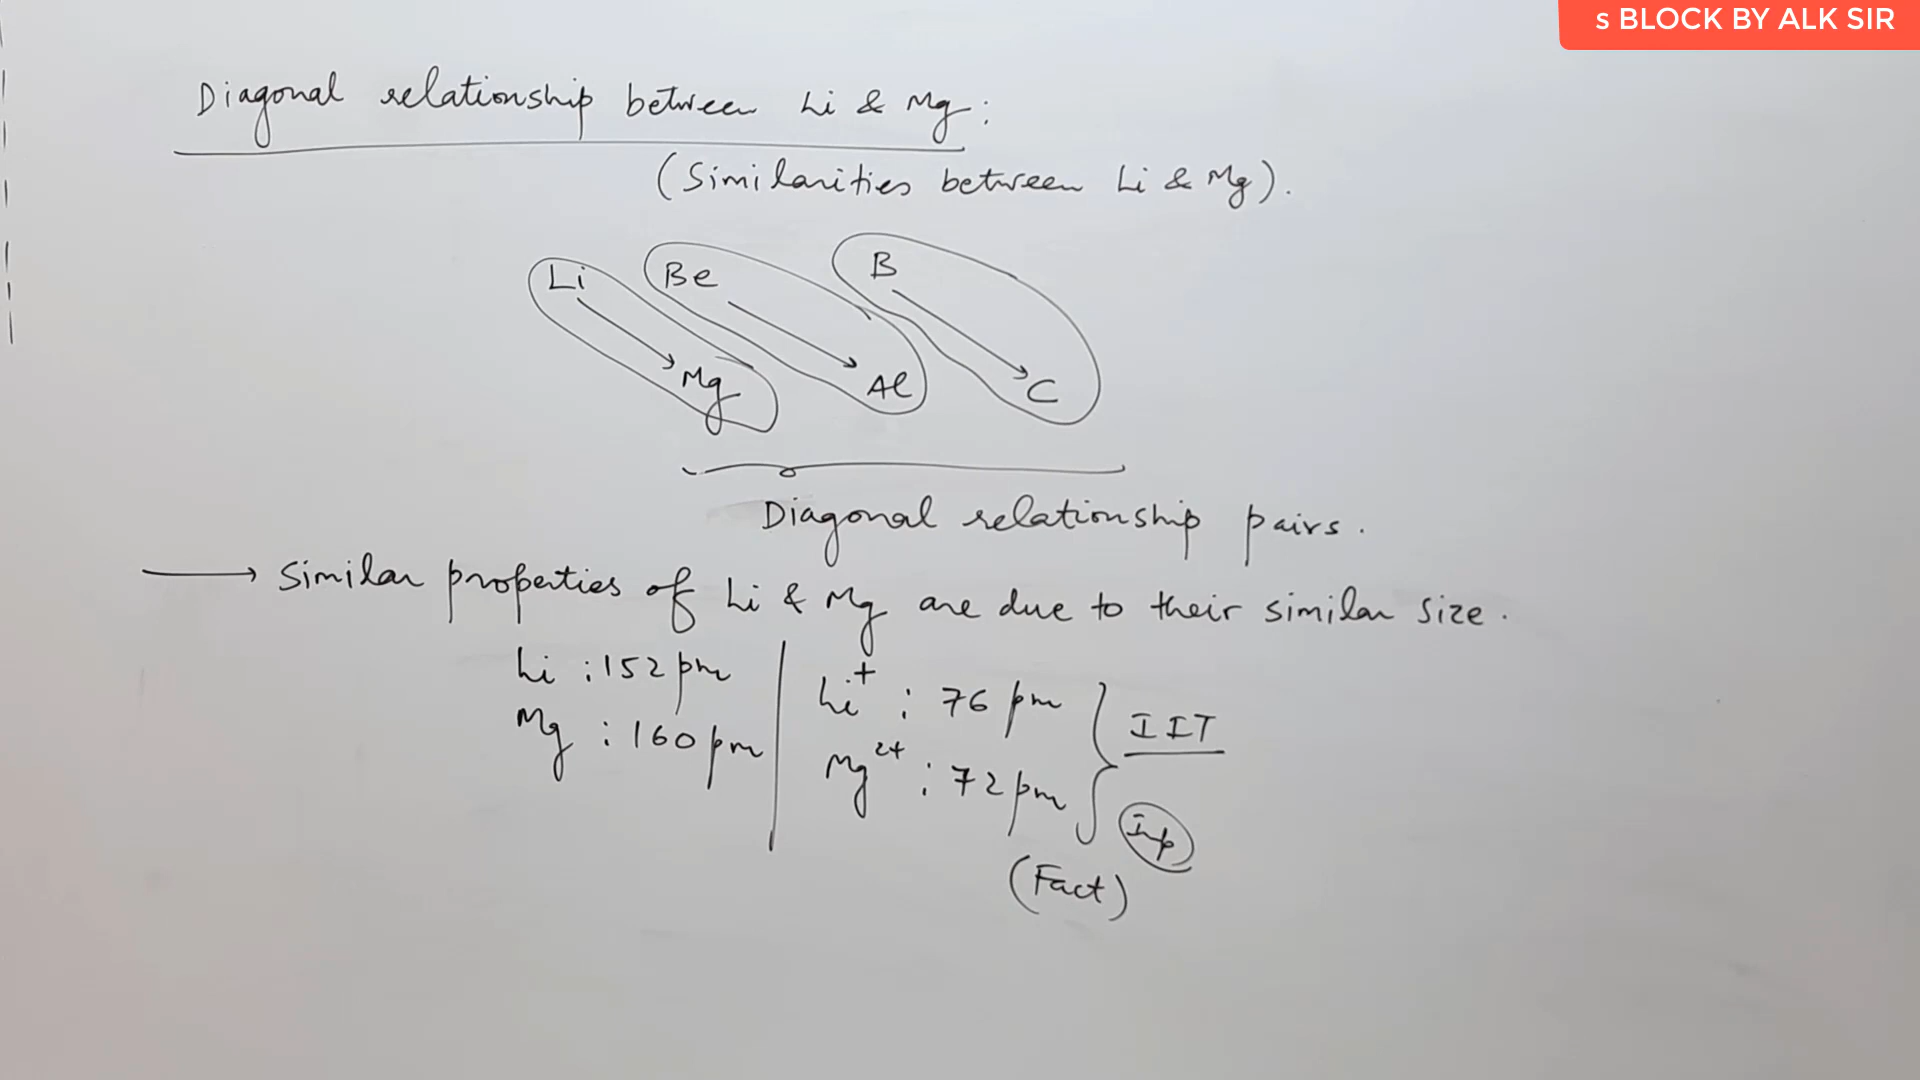 s BLOCK BY ALK SIR
Diagonal relationship between Li & Mg:
(Similarities between Li & Mg).
Li Be B
Mg Al C
Diagonal relationship pairs.
→ Similar properties of Li & Mg are due to their similar size.
Li : 152 pm
Mg : 160 pm
Li⁺ : 76 pm
Mg²⁺ : 72 pm
IIT
Imp
(Fact)